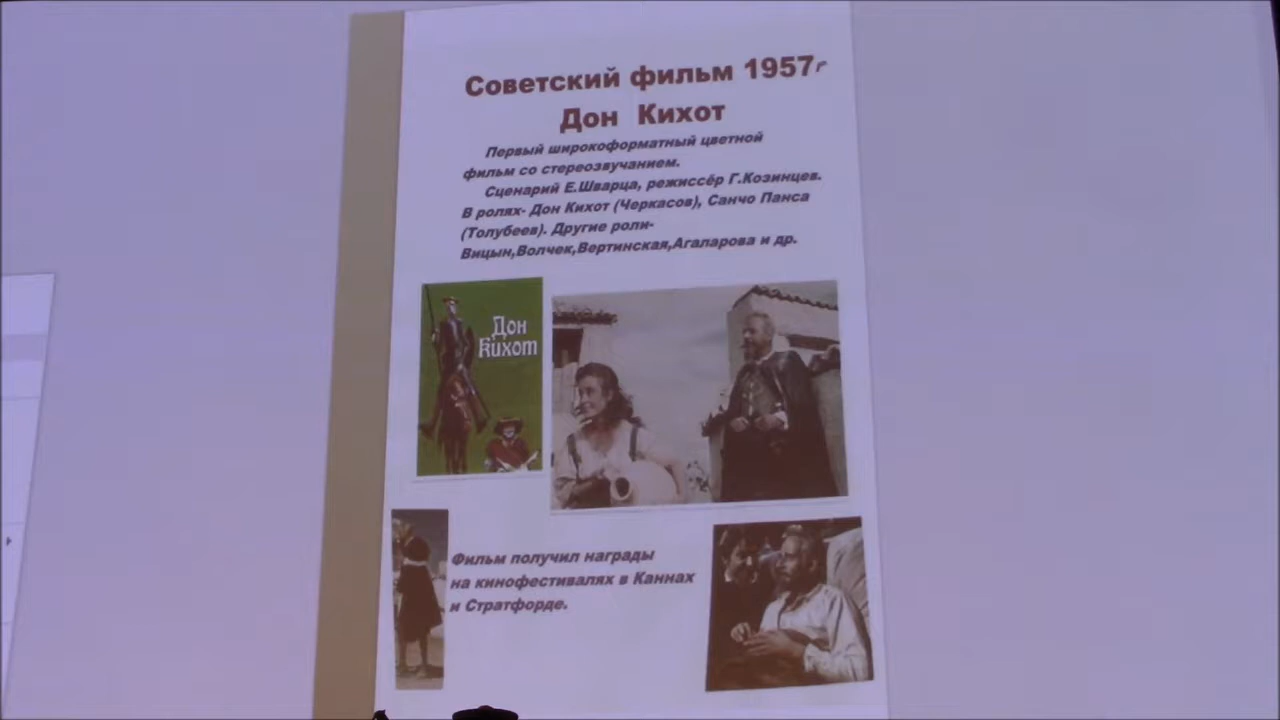 Советский фильм 1957г
Дон Кихот
Первый широкоформатный цветной
фильм со стереозвучанием.
Сценарий Е.Шварца, режиссёр Г.Козинцев.
В ролях- Дон Кихот (Черкасов), Санчо Панса
(Толубеев). Другие роли-
Вицын,Волчек,Вертинская,Агаларова и др.
Дон
Кихот
Фильм получил награды
на кинофестивалях в Каннах
и Стратфорде.